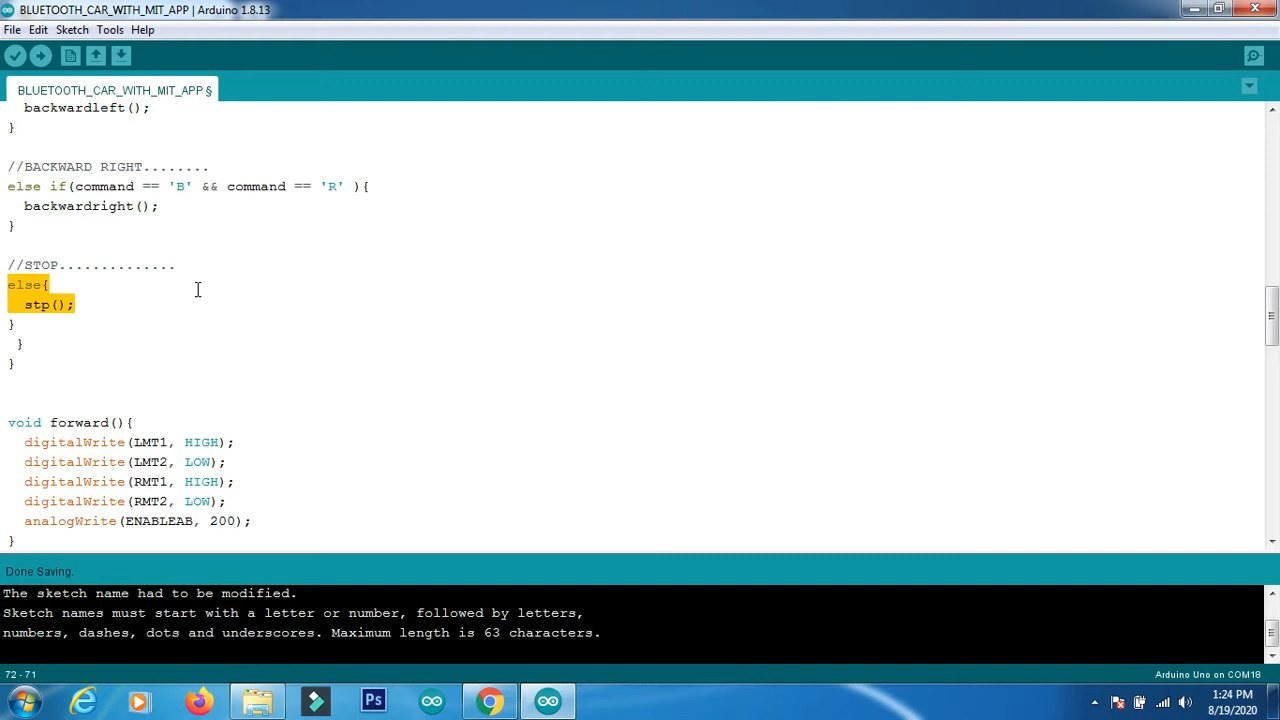 BLUETOOTH_CAR_WITH_MIT_APP | Arduino 1.8.13
File Edit Sketch Tools Help
BLUETOOTH_CAR_WITH_MIT_APP §
backwardleft();
}
//BACKWARD RIGHT........
else if(command == 'B' && command == 'R' ){
backwardright();
}
//STOP..............
else{
stp();
}
}
}
void forward(){
digitalWrite(LMT1, HIGH);
digitalWrite(LMT2, LOW);
digitalWrite(RMT1, HIGH);
digitalWrite(RMT2, LOW);
analogWrite(ENABLEAB, 200);
}
Done Saving.
The sketch name had to be modified.
Sketch names must start with a letter or number, followed by letters,
numbers, dashes, dots and underscores. Maximum length is 63 characters.
72 - 71
Arduino Uno on COM18
Ps
1:24 PM
8/19/2020